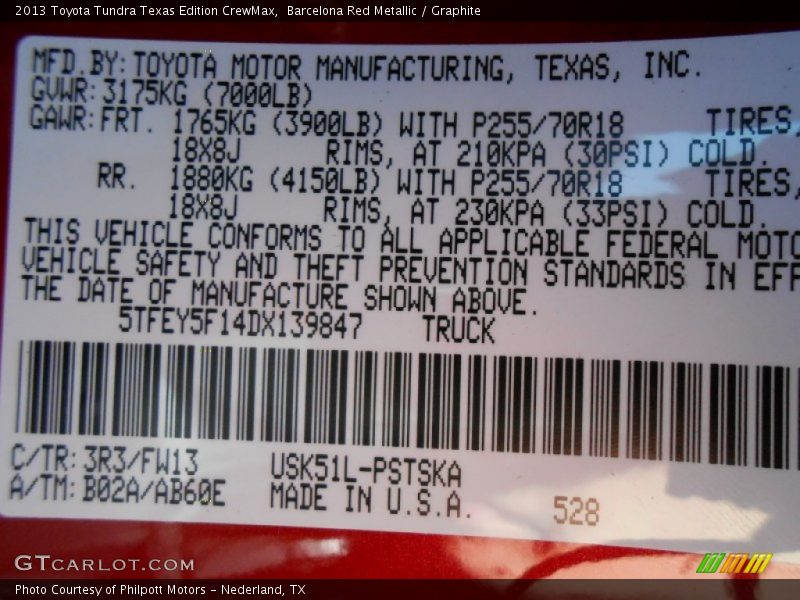 2013 Toyota Tundra Texas Edition CrewMax, Barcelona Red Metallic / Graphite
MFD.BY:TOYOTA MOTOR MANUFACTURING, TEXAS, INC.
GVWR:3175KG (7000LB)
GAWR:FRT. 1765KG (3900LB) WITH P255/70R18 TIRES,
18X8J RIMS, AT 210KPA (30PSI) COLD.
RR. 1880KG (4150LB) WITH P255/70R18 TIRES,
18X8J RIMS, AT 230KPA (33PSI) COLD.
THIS VEHICLE CONFORMS TO ALL APPLICABLE FEDERAL MOTO
VEHICLE SAFETY AND THEFT PREVENTION STANDARDS IN EFF
THE DATE OF MANUFACTURE SHOWN ABOVE.
5TFEY5F14DX139847 TRUCK
C/TR:3R3/FW13 USK51L-PSTSKA
A/TM:B02A/AB60E MADE IN U.S.A. 528
GTCARLOT.COM
Photo Courtesy of Philpott Motors - Nederland, TX